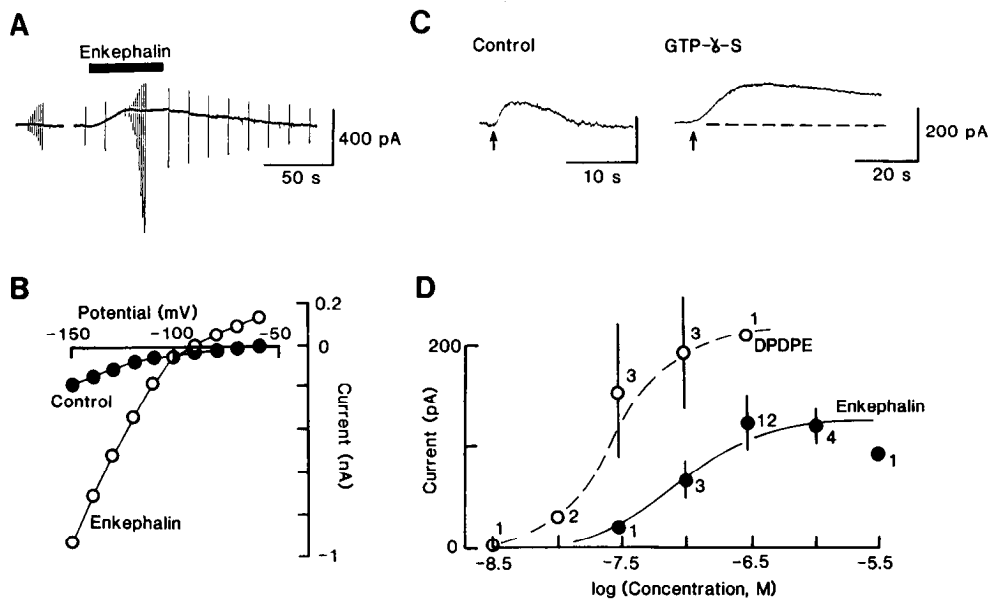 A
Enkephalin
400 pA
50 s
C
Control
GTP-ɣ-S
200 pA
10 s
20 s
B
Potential (mV)
-150
-100
-50
0.2
0
-1
Current (nA)
Control
Enkephalin
D
200
0
Current (pA)
1
2
3
3
1
DPDPE
1
3
12
4
1
Enkephalin
-8.5
-7.5
-6.5
-5.5
log (Concentration, M)